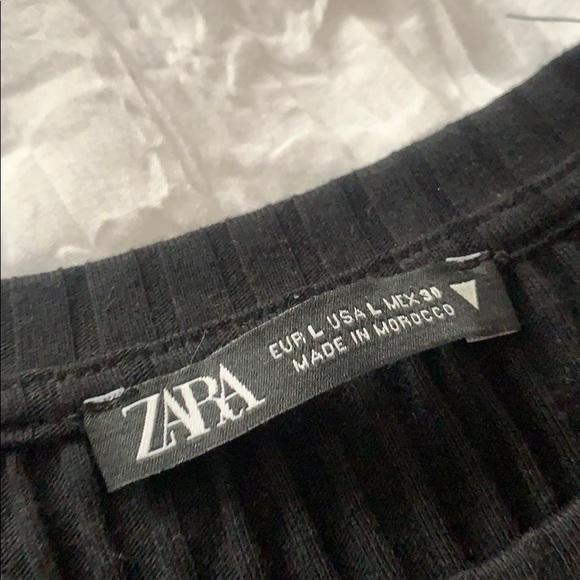 ZARA
EUR L USA L MEX 30
MADE IN MOROCCO